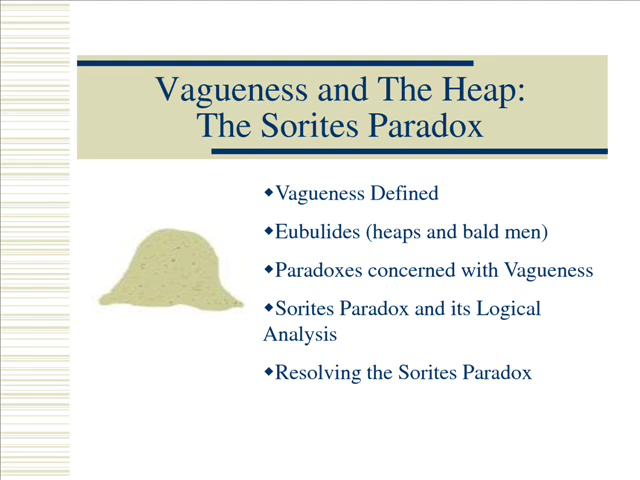 Vagueness and The Heap:
The Sorites Paradox
◆Vagueness Defined
◆Eubulides (heaps and bald men)
◆Paradoxes concerned with Vagueness
◆Sorites Paradox and its Logical
Analysis
◆Resolving the Sorites Paradox